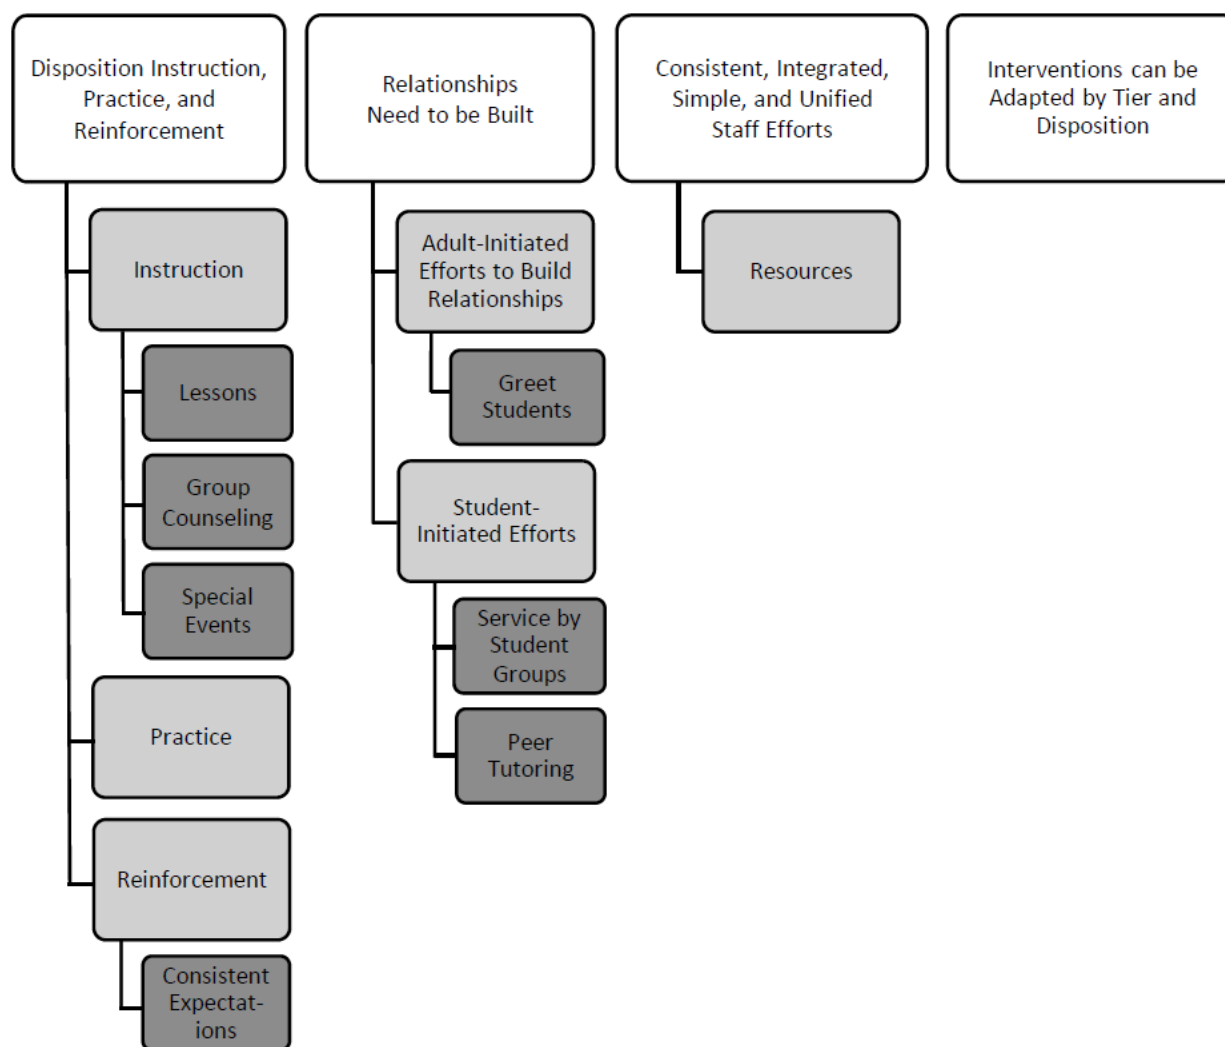 Disposition Instruction,
Practice, and
Reinforcement
Relationships
Need to be Built
Consistent, Integrated,
Simple, and Unified
Staff Efforts
Interventions can be
Adapted by Tier and
Disposition
Instruction
Lessons
Group
Counseling
Special
Events
Practice
Reinforcement
Consistent
Expectat-
ions
Adult-Initiated
Efforts to Build
Relationships
Greet
Students
Student-
Initiated Efforts
Service by
Student
Groups
Peer
Tutoring
Resources